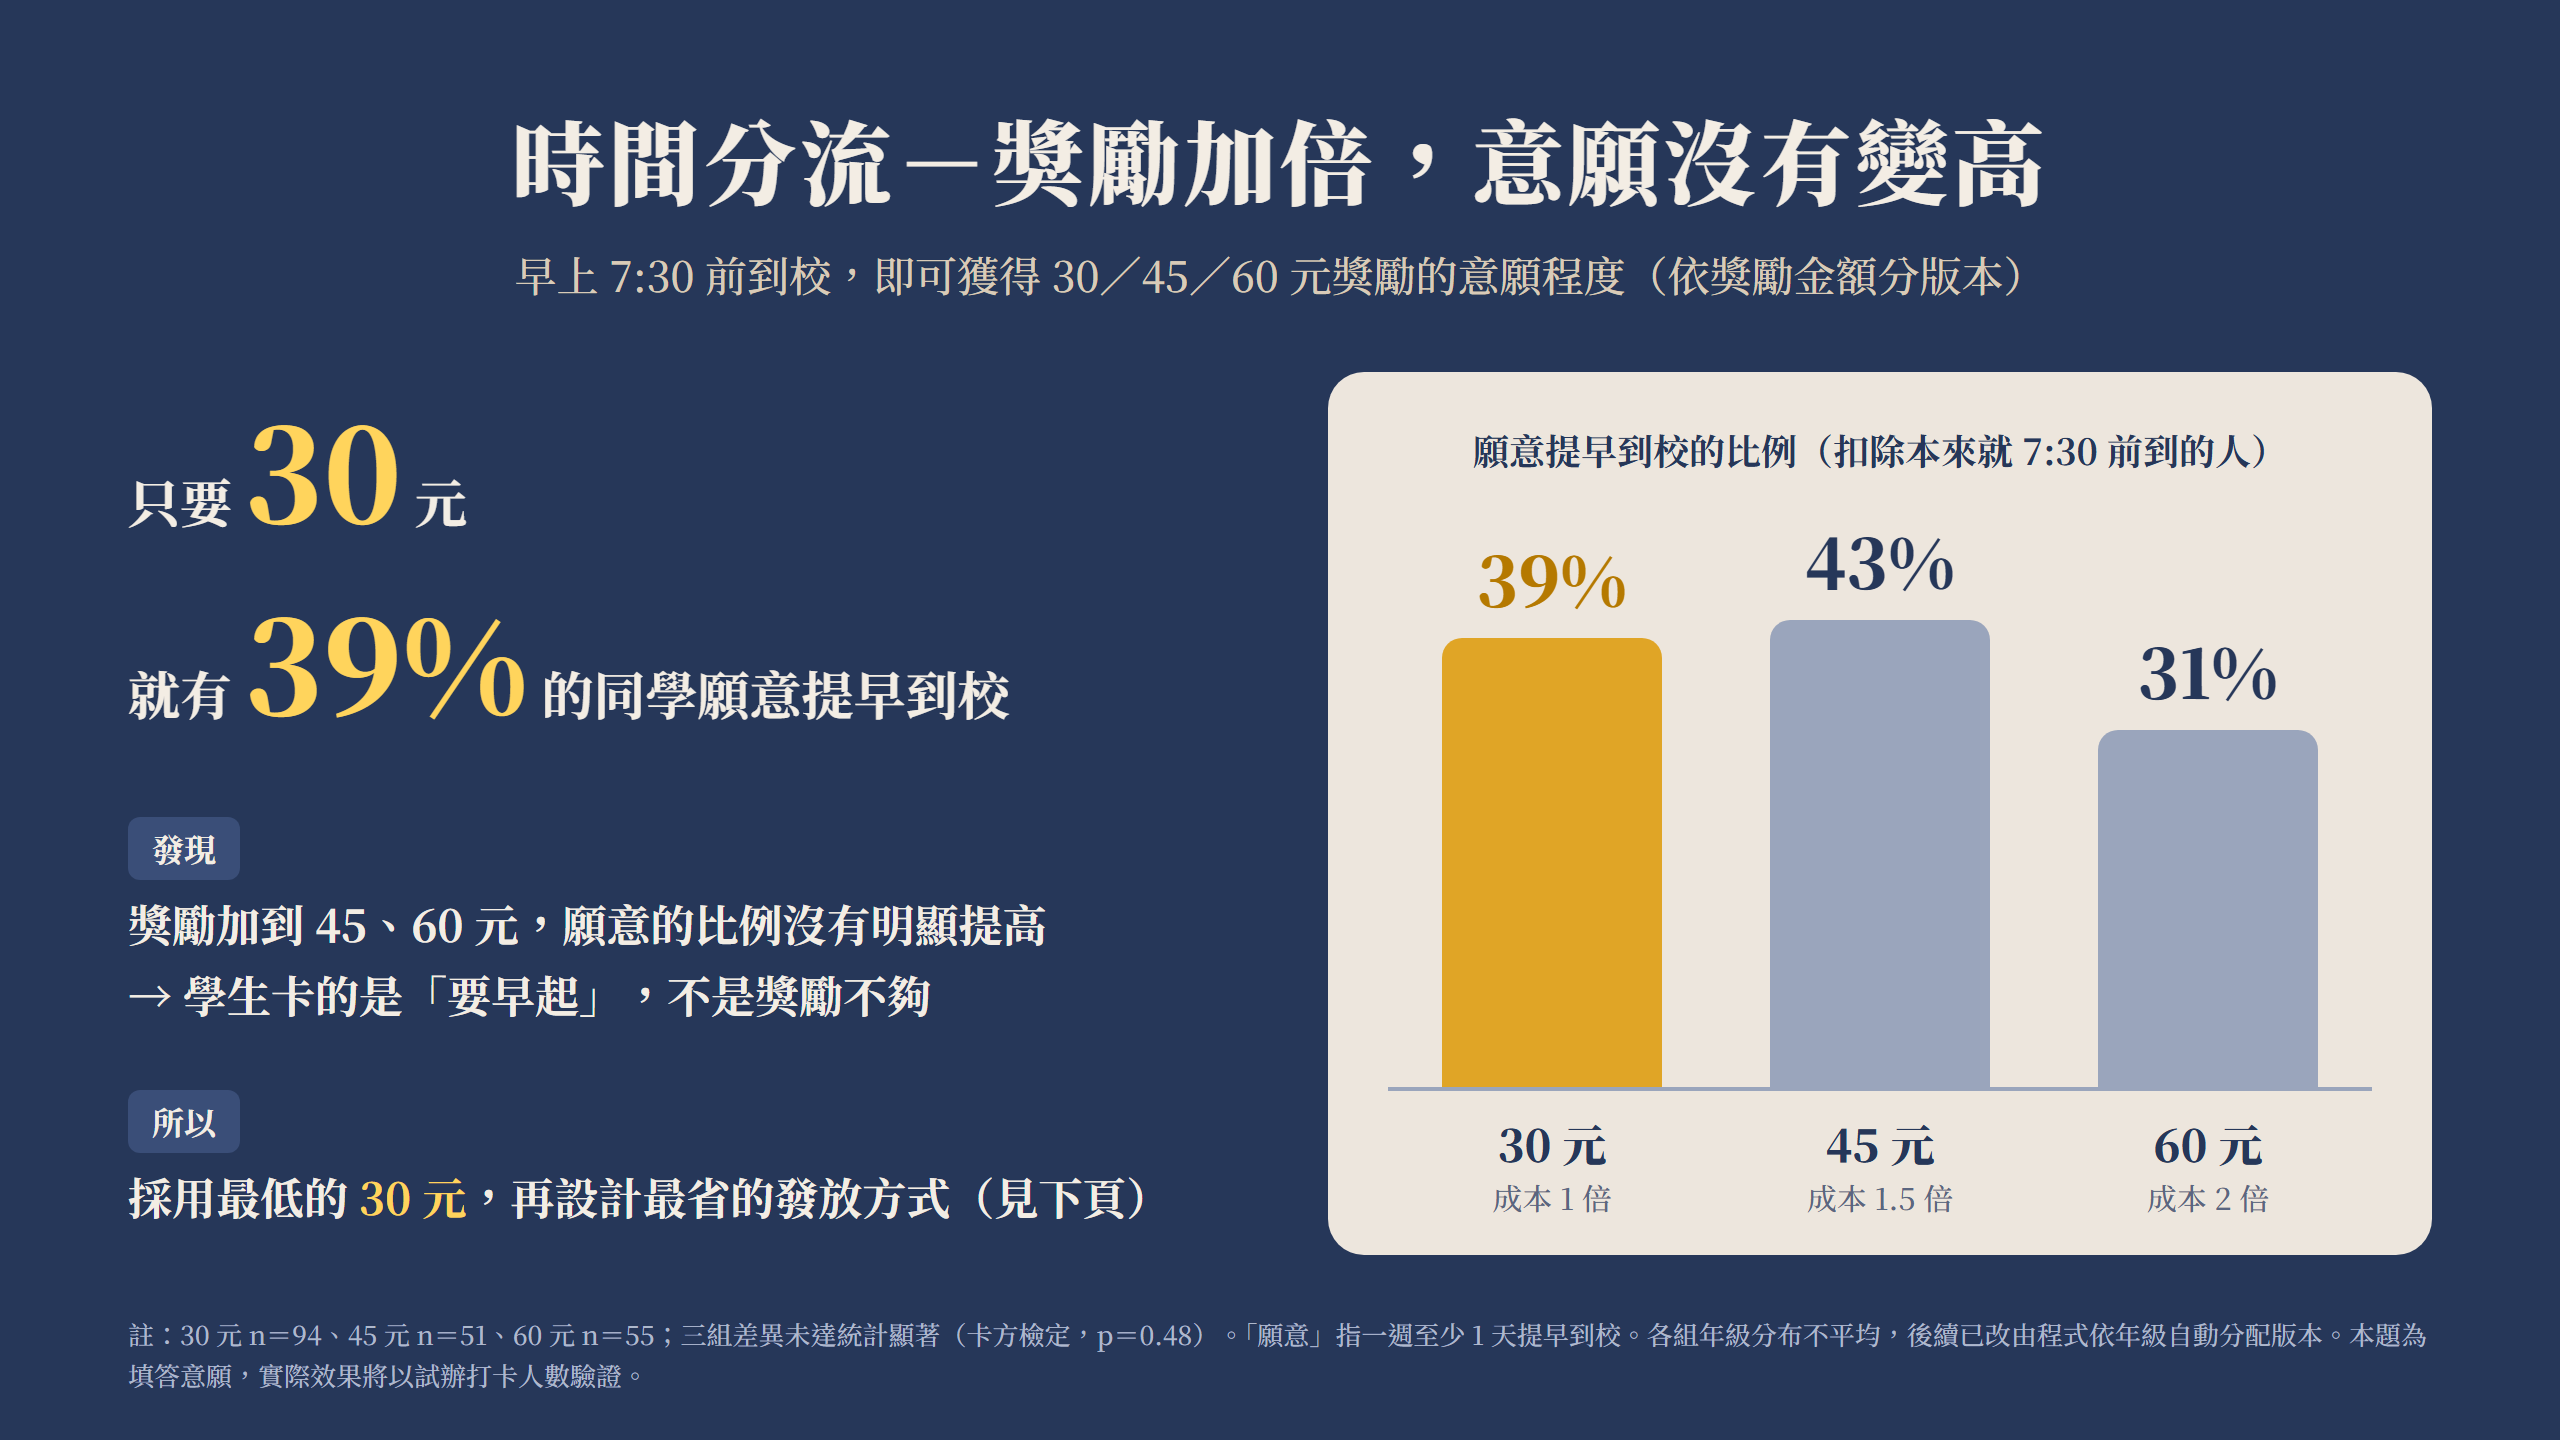 時間分流－獎勵加倍，意願沒有變高
早上 7:30 前到校，即可獲得 30／45／60 元獎勵的意願程度（依獎勵金額分版本）
只要 30 元
就有 39% 的同學願意提早到校
發現
獎勵加到 45、60 元，願意的比例沒有明顯提高
→ 學生卡的是「要早起」，不是獎勵不夠
所以
採用最低的 30 元，再設計最省的發放方式（見下頁）
願意提早到校的比例（扣除本來就 7:30 前到的人）
39%
43%
31%
30 元
45 元
60 元
成本 1 倍
成本 1.5 倍
成本 2 倍
註：30 元 n＝94、45 元 n＝51、60 元 n＝55；三組差異未達統計顯著（卡方檢定，p＝0.48）。「願意」指一週至少 1 天提早到校。各組年級分布不平均，後續已改由程式依年級自動分配版本。本題為
填答意願，實際效果將以試辦打卡人數驗證。